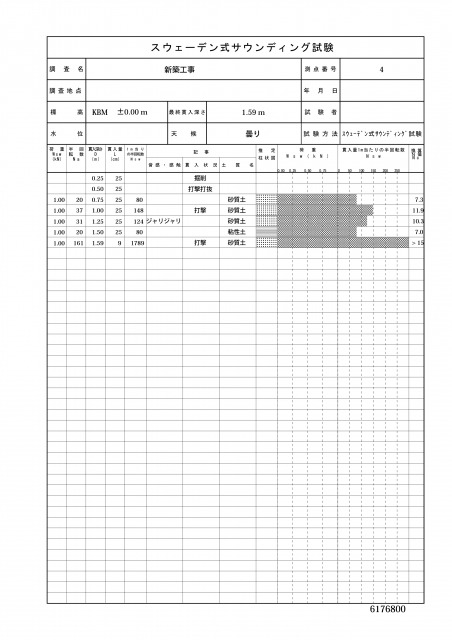 スウェーデン式サウンディング試験
調査名 新築工事 測点番号 4
調査地点 年月日
標高 KBM ±0.00 m 最終貫入深さ 1.59 m 試験者
水位 天候 曇り 試験方法 スウェーデン式サウンディング試験
荷重 Wsw (kN) 半回転数 Na 貫入深さ D (m) 貫入量 L (cm) 1m当りの半回転数 Nsw 記事 音感・感触 貫入状況 土質名 推定柱状図 荷重 Wsw (kN) 貫入量1m当たりの半回転数 Nsw
0.00 0.25 0.50 0.75 0 50 100 150 200 250
0.25 25 掘削
0.50 25 打撃打抜
1.00 20 0.75 25 80 砂質土 7.3
1.00 37 1.00 25 148 打撃 砂質土 11.9
1.00 31 1.25 25 124 ジャリジャリ 砂質土 10.3
1.00 20 1.50 25 80 粘性土 7.0
1.00 161 1.59 9 1789 打撃 砂質土 > 15
6176800